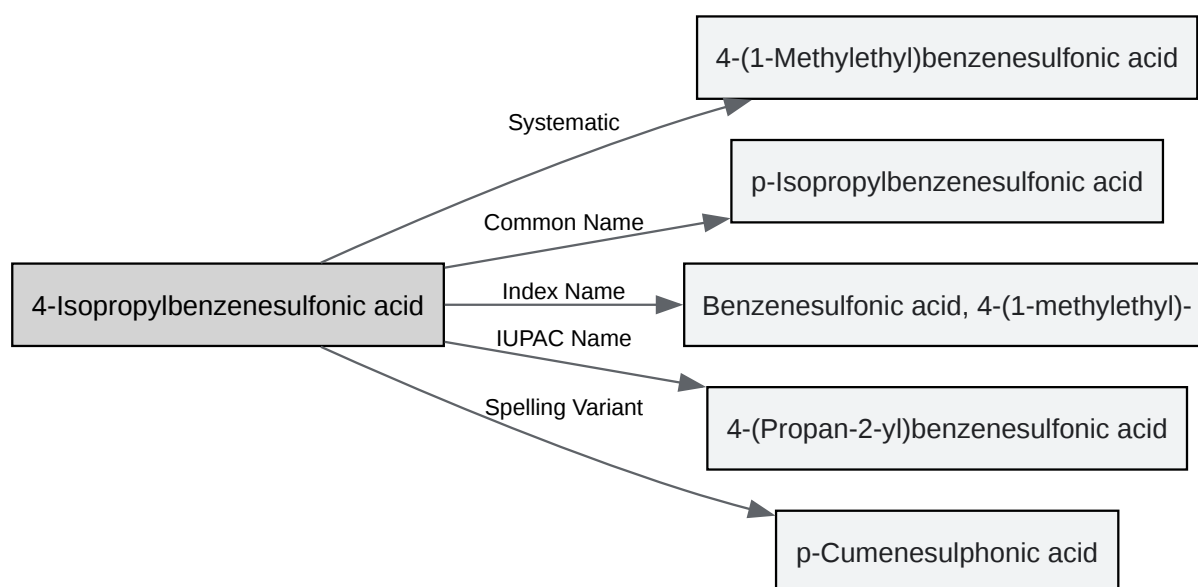 4-(1-Methylethyl)benzenesulfonic acid
Systematic
p-Isopropylbenzenesulfonic acid
Common Name
4-Isopropylbenzenesulfonic acid
Index Name
Benzenesulfonic acid, 4-(1-methylethyl)-
IUPAC Name
4-(Propan-2-yl)benzenesulfonic acid
Spelling Variant
p-Cumenesulphonic acid